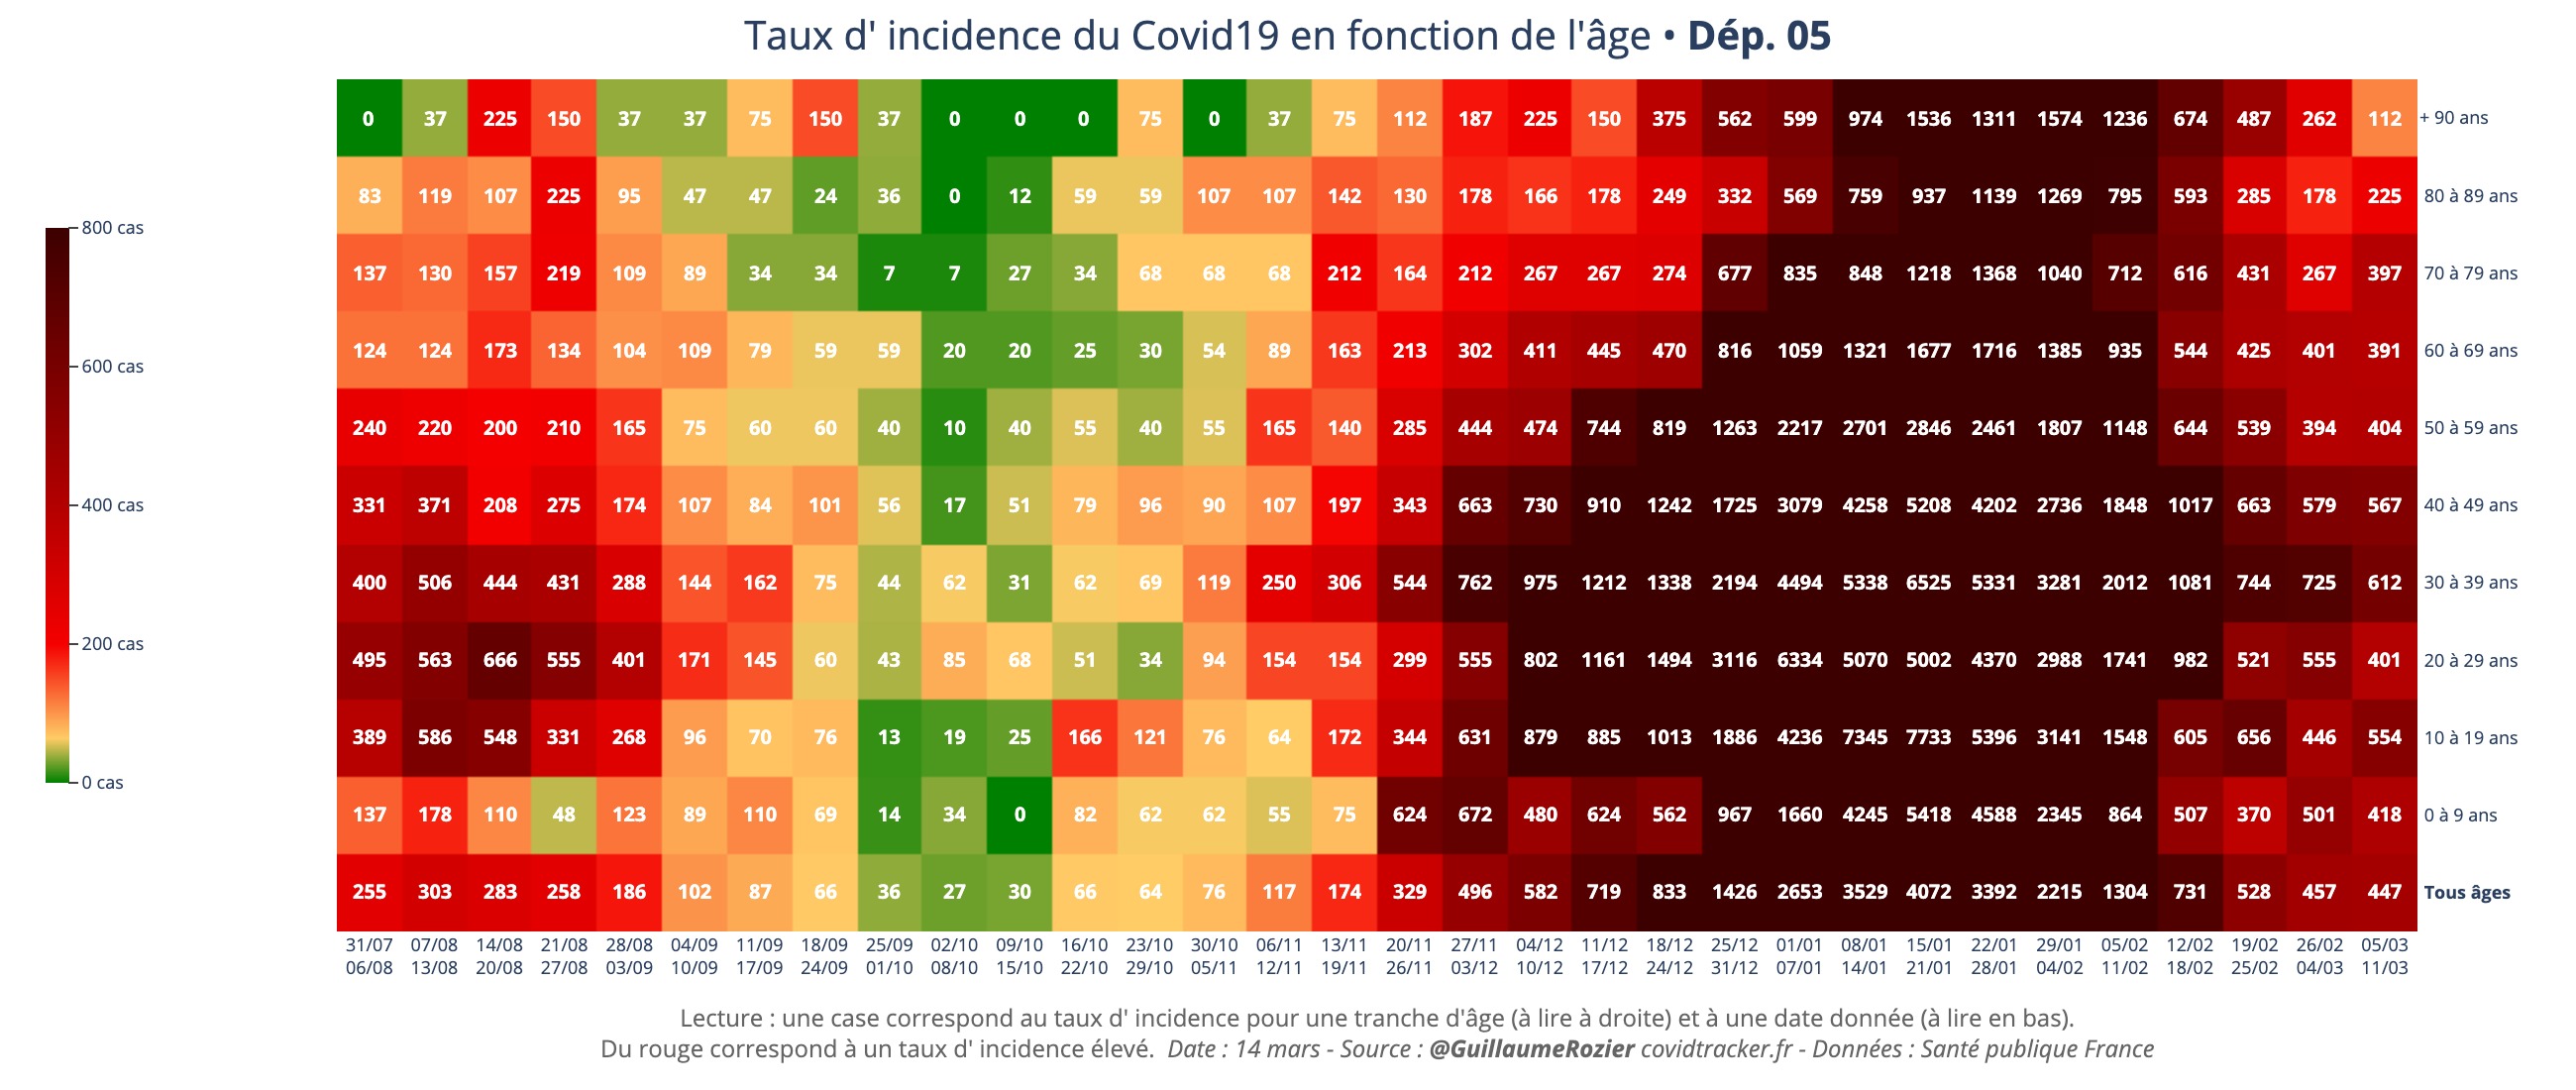 Taux d' incidence du Covid19 en fonction de l'âge • Dép. 05
800 cas
600 cas
400 cas
200 cas
0 cas
0 37 225 150 37 37 75 150 37 0 0 0 75 0 37 75 112 187 225 150 375 562 599 974 1536 1311 1574 1236 674 487 262 112 + 90 ans
83 119 107 225 95 47 47 24 36 0 12 59 59 107 107 142 130 178 166 178 249 332 569 759 937 1139 1269 795 593 285 178 225 80 à 89 ans
137 130 157 219 109 89 34 34 7 7 27 34 68 68 68 212 164 212 267 267 274 677 835 848 1218 1368 1040 712 616 431 267 397 70 à 79 ans
124 124 173 134 104 109 79 59 59 20 20 25 30 54 89 163 213 302 411 445 470 816 1059 1321 1677 1716 1385 935 544 425 401 391 60 à 69 ans
240 220 200 210 165 75 60 60 40 10 40 55 40 55 165 140 285 444 474 744 819 1263 2217 2701 2846 2461 1807 1148 644 539 394 404 50 à 59 ans
331 371 208 275 174 107 84 101 56 17 51 79 96 90 107 197 343 663 730 910 1242 1725 3079 4258 5208 4202 2736 1848 1017 663 579 567 40 à 49 ans
400 506 444 431 288 144 162 75 44 62 31 62 69 119 250 306 544 762 975 1212 1338 2194 4494 5338 6525 5331 3281 2012 1081 744 725 612 30 à 39 ans
495 563 666 555 401 171 145 60 43 85 68 51 34 94 154 154 299 555 802 1161 1494 3116 6334 5070 5002 4370 2988 1741 982 521 555 401 20 à 29 ans
389 586 548 331 268 96 70 76 13 19 25 166 121 76 64 172 344 631 879 885 1013 1886 4236 7345 7733 5396 3141 1548 605 656 446 554 10 à 19 ans
137 178 110 48 123 89 110 69 14 34 0 82 62 62 55 75 624 672 480 624 562 967 1660 4245 5418 4588 2345 864 507 370 501 418 0 à 9 ans
255 303 283 258 186 102 87 66 36 27 30 66 64 76 117 174 329 496 582 719 833 1426 2653 3529 4072 3392 2215 1304 731 528 457 447 Tous âges
31/07 07/08 14/08 21/08 28/08 04/09 11/09 18/09 25/09 02/10 09/10 16/10 23/10 30/10 06/11 13/11 20/11 27/11 04/12 11/12 18/12 25/12 01/01 08/01 15/01 22/01 29/01 05/02 12/02 19/02 26/02 05/03
06/08 13/08 20/08 27/08 03/09 10/09 17/09 24/09 01/10 08/10 15/10 22/10 29/10 05/11 12/11 19/11 26/11 03/12 10/12 17/12 24/12 31/12 07/01 14/01 21/01 28/01 04/02 11/02 18/02 25/02 04/03 11/03
Lecture : une case correspond au taux d' incidence pour une tranche d'âge (à lire à droite) et à une date donnée (à lire en bas).
Du rouge correspond à un taux d' incidence élevé. Date : 14 mars - Source : @GuillaumeRozier covidtracker.fr - Données : Santé publique France